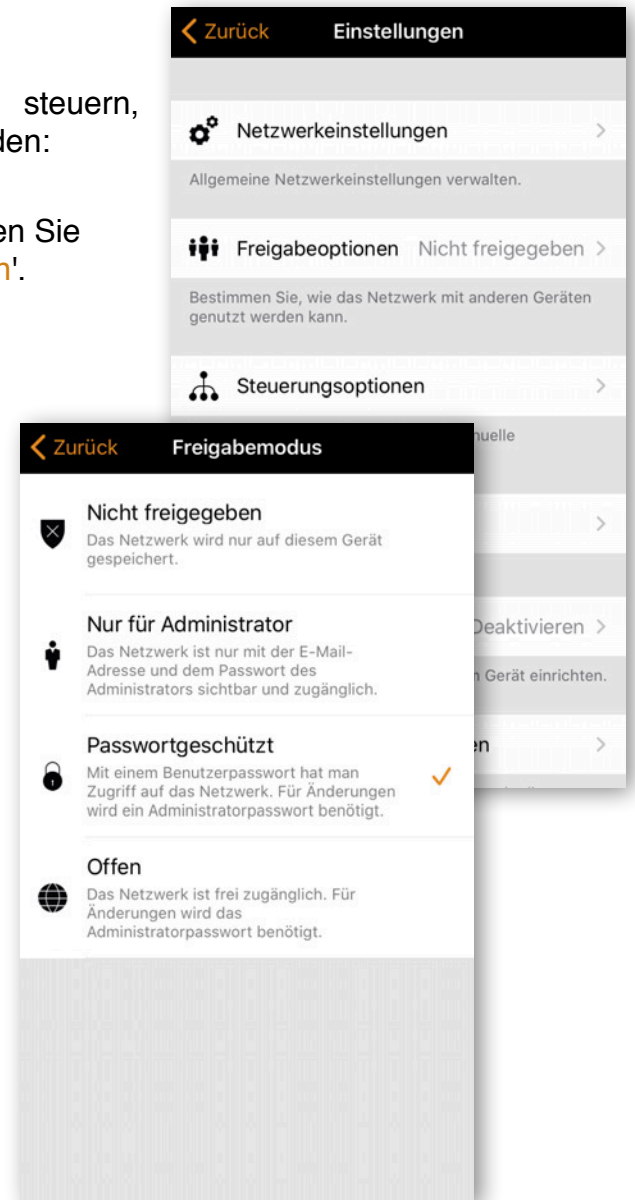 steuern,
den:
en Sie
n'.
Zurück Einstellungen
Netzwerkeinstellungen
Allgemeine Netzwerkeinstellungen verwalten.
Freigabeoptionen Nicht freigegeben
Bestimmen Sie, wie das Netzwerk mit anderen Geräten
genutzt werden kann.
Steuerungsoptionen
nuelle
Deaktivieren
n Gerät einrichten.
en
Zurück Freigabemodus
Nicht freigegeben
Das Netzwerk wird nur auf diesem Gerät
gespeichert.
Nur für Administrator
Das Netzwerk ist nur mit der E-Mail-
Adresse und dem Passwort des
Administrators sichtbar und zugänglich.
Passwortgeschützt
Mit einem Benutzerpasswort hat man
Zugriff auf das Netzwerk. Für Änderungen
wird ein Administratorpasswort benötigt.
Offen
Das Netzwerk ist frei zugänglich. Für
Änderungen wird das
Administratorpasswort benötigt.